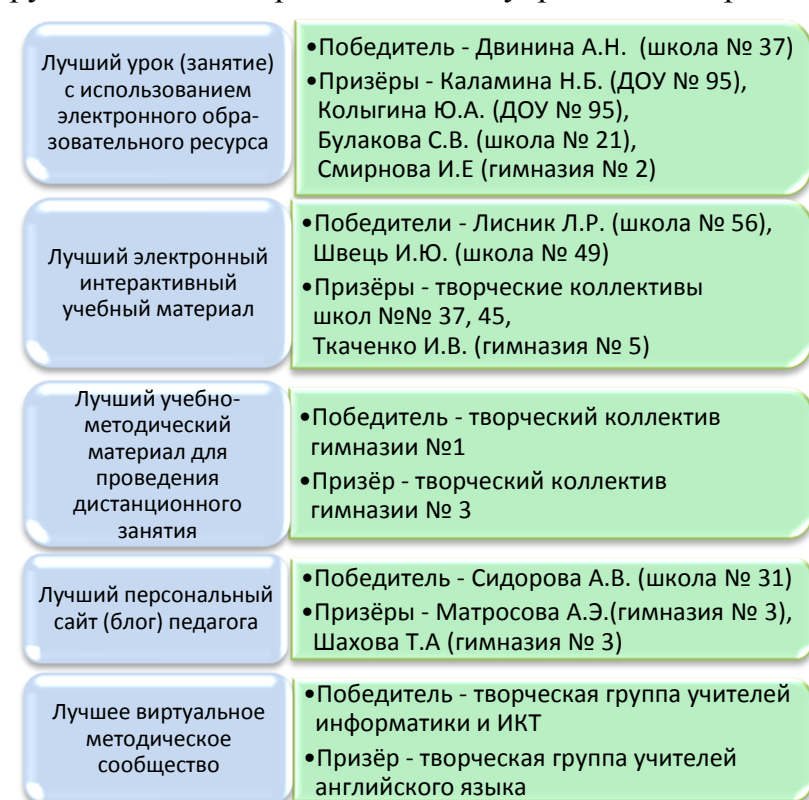 Лучший урок (занятие)
с использованием
электронного обра-
зовательного ресурса
•Победитель - Двинина А.Н. (школа № 37)
•Призёры - Каламина Н.Б. (ДОУ № 95),
Колыгина Ю.А. (ДОУ № 95),
Булакова С.В. (школа № 21),
Смирнова И.Е (гимназия № 2)
Лучший электронный
интерактивный
учебный материал
•Победители - Лисник Л.Р. (школа № 56),
Швець И.Ю. (школа № 49)
•Призёры - творческие коллективы
школ №№ 37, 45,
Ткаченко И.В. (гимназия № 5)
Лучший учебно-
методический
материал для
проведения
дистанционного
занятия
•Победитель - творческий коллектив
гимназии №1
•Призёр - творческий коллектив
гимназии № 3
Лучший персональный
сайт (блог) педагога
•Победитель - Сидорова А.В. (школа № 31)
•Призёры - Матросова А.Э.(гимназия № 3),
Шахова Т.А (гимназия № 3)
Лучшее виртуальное
методическое
сообщество
•Победитель - творческая группа учителей
информатики и ИКТ
•Призёр - творческая группа учителей
английского языка